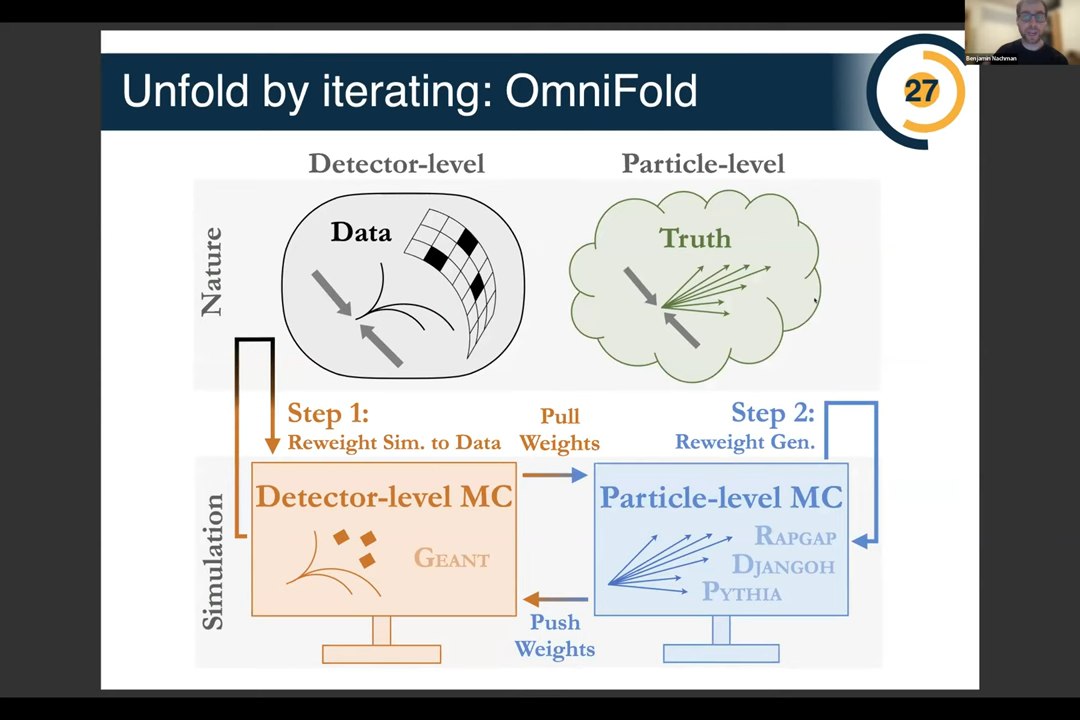 Benjamin Nachman
Unfold by iterating: OmniFold
27
Detector-level
Particle-level
Nature
Data
Truth
Step 1:
Reweight Sim. to Data
Pull
Weights
Step 2:
Reweight Gen.
Simulation
Detector-level MC
GEANT
Particle-level MC
RAPGAP
DJANGOH
PYTHIA
Push
Weights